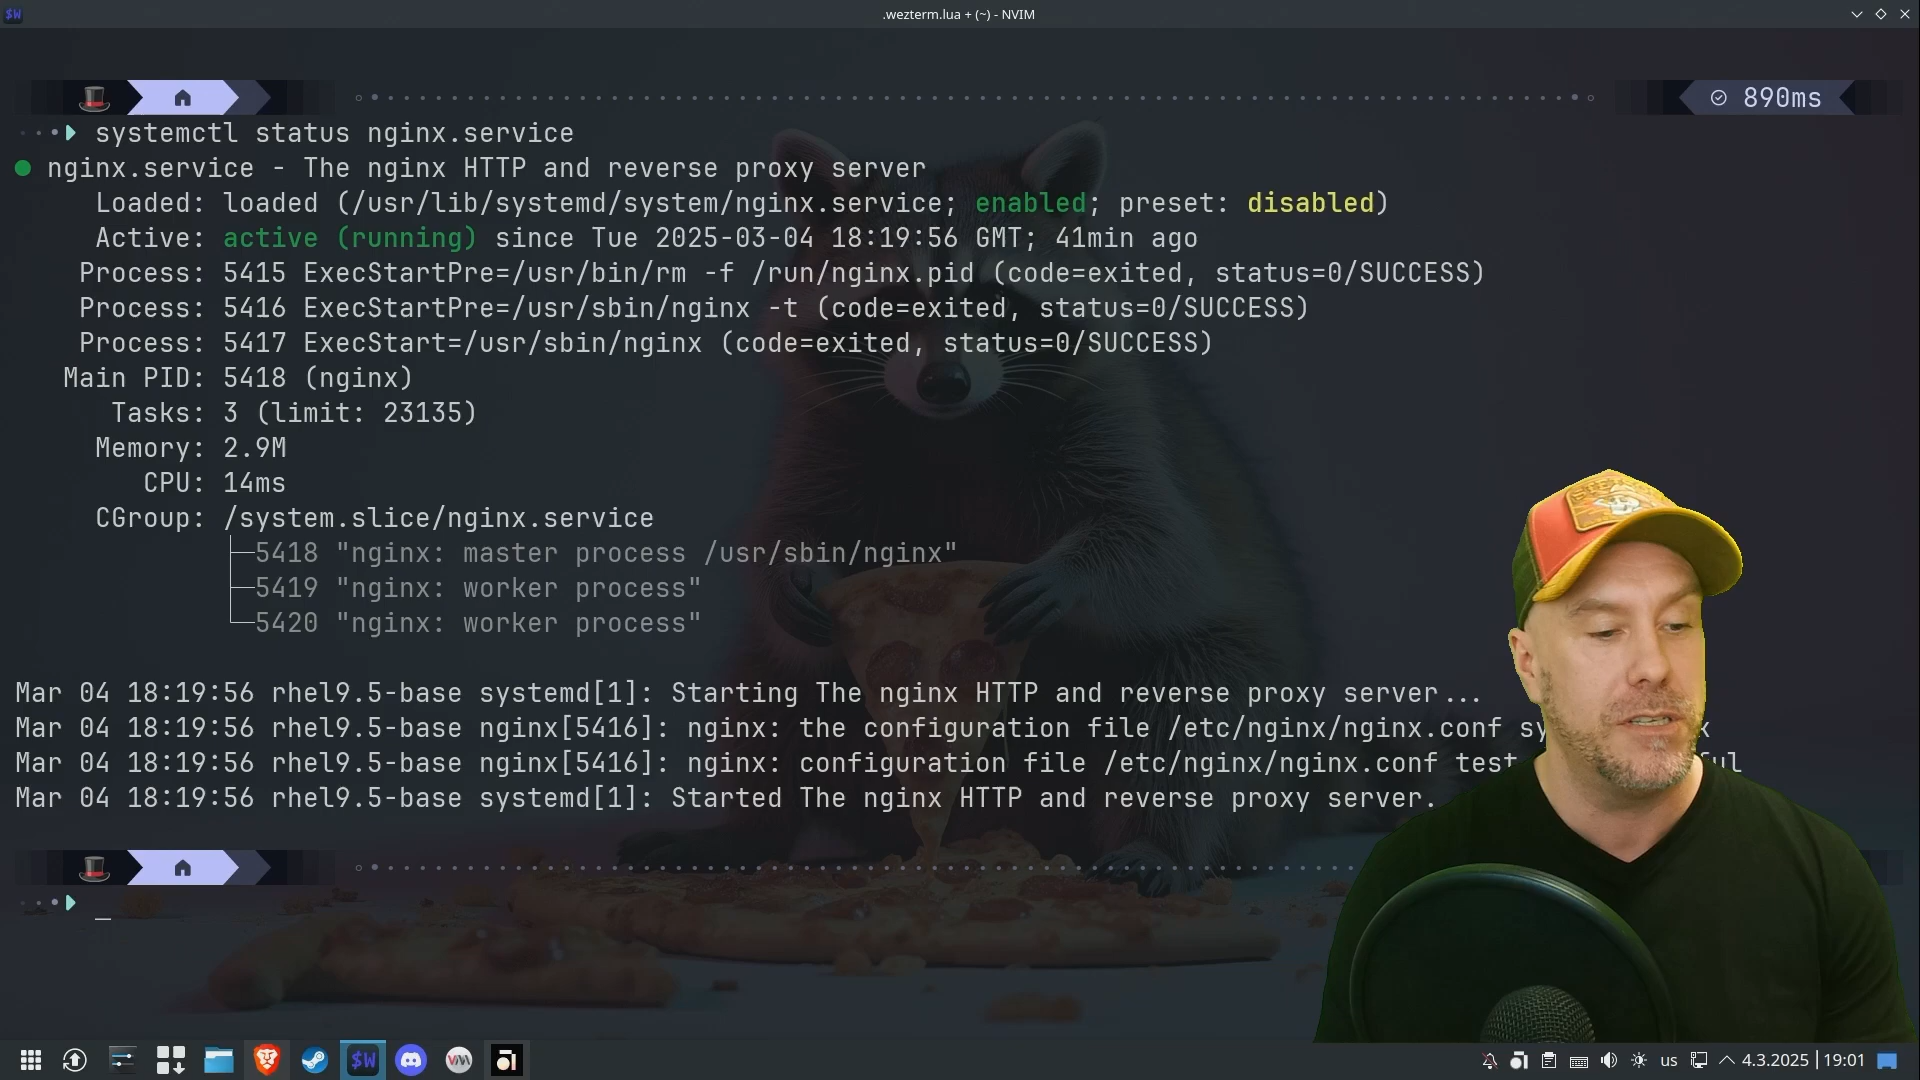 $W .wezterm.lua + (~) - NVIM
890ms
systemctl status nginx.service
nginx.service - The nginx HTTP and reverse proxy server
Loaded: loaded (/usr/lib/systemd/system/nginx.service; enabled; preset: disabled)
Active: active (running) since Tue 2025-03-04 18:19:56 GMT; 41min ago
Process: 5415 ExecStartPre=/usr/bin/rm -f /run/nginx.pid (code=exited, status=0/SUCCESS)
Process: 5416 ExecStartPre=/usr/sbin/nginx -t (code=exited, status=0/SUCCESS)
Process: 5417 ExecStart=/usr/sbin/nginx (code=exited, status=0/SUCCESS)
Main PID: 5418 (nginx)
Tasks: 3 (limit: 23135)
Memory: 2.9M
CPU: 14ms
CGroup: /system.slice/nginx.service
├─5418 "nginx: master process /usr/sbin/nginx"
├─5419 "nginx: worker process"
└─5420 "nginx: worker process"
Mar 04 18:19:56 rhel9.5-base systemd[1]: Starting The nginx HTTP and reverse proxy server...
Mar 04 18:19:56 rhel9.5-base nginx[5416]: nginx: the configuration file /etc/nginx/nginx.conf
Mar 04 18:19:56 rhel9.5-base nginx[5416]: nginx: configuration file /etc/nginx/nginx.conf test
Mar 04 18:19:56 rhel9.5-base systemd[1]: Started The nginx HTTP and reverse proxy server.
$W us 4.3.2025 19:01